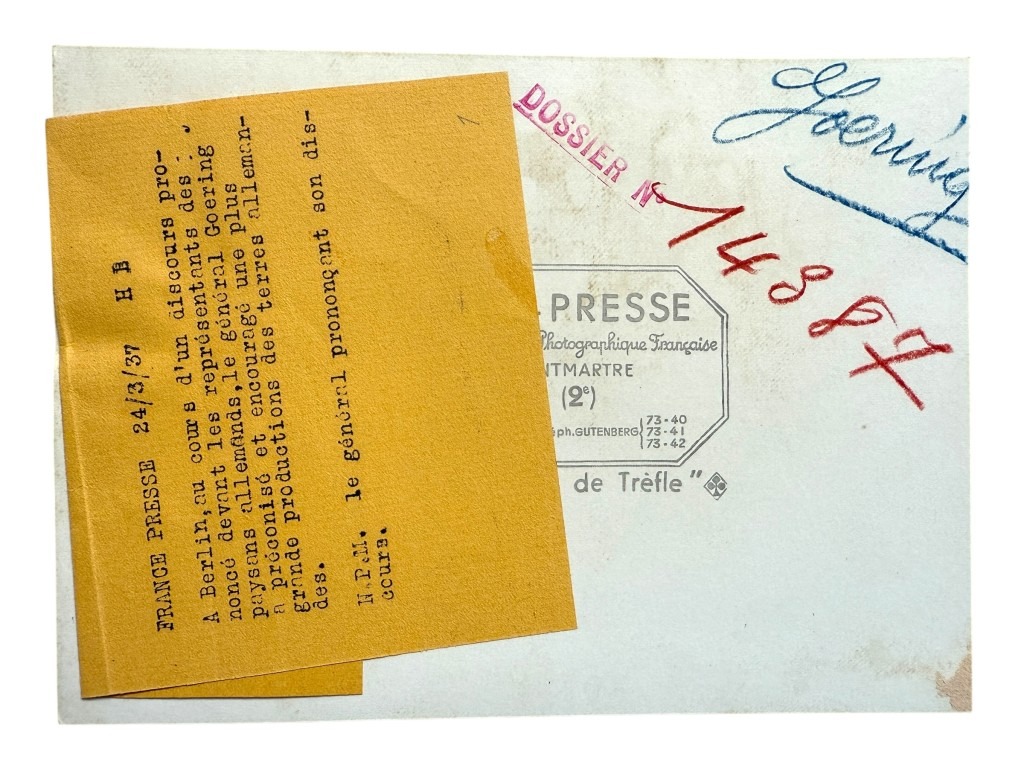 FRANCE PRESSE 24/3/37 H B
A Berlin,au cours d'un discours pro-
noncé devant les représentants des
paysans allemands,le général Goering
a préconisé et encouragé une plus
grande productions des terres alleman-
des.
N.P.M. le général prononçant son dis-
cours.
DOSSIER N°
14387
Goering
PRESSE
Photographique Française
NTMARTRE
(2e)
éph.GUTENBERG { 73-40
73-41
73-42
de Trèfle"